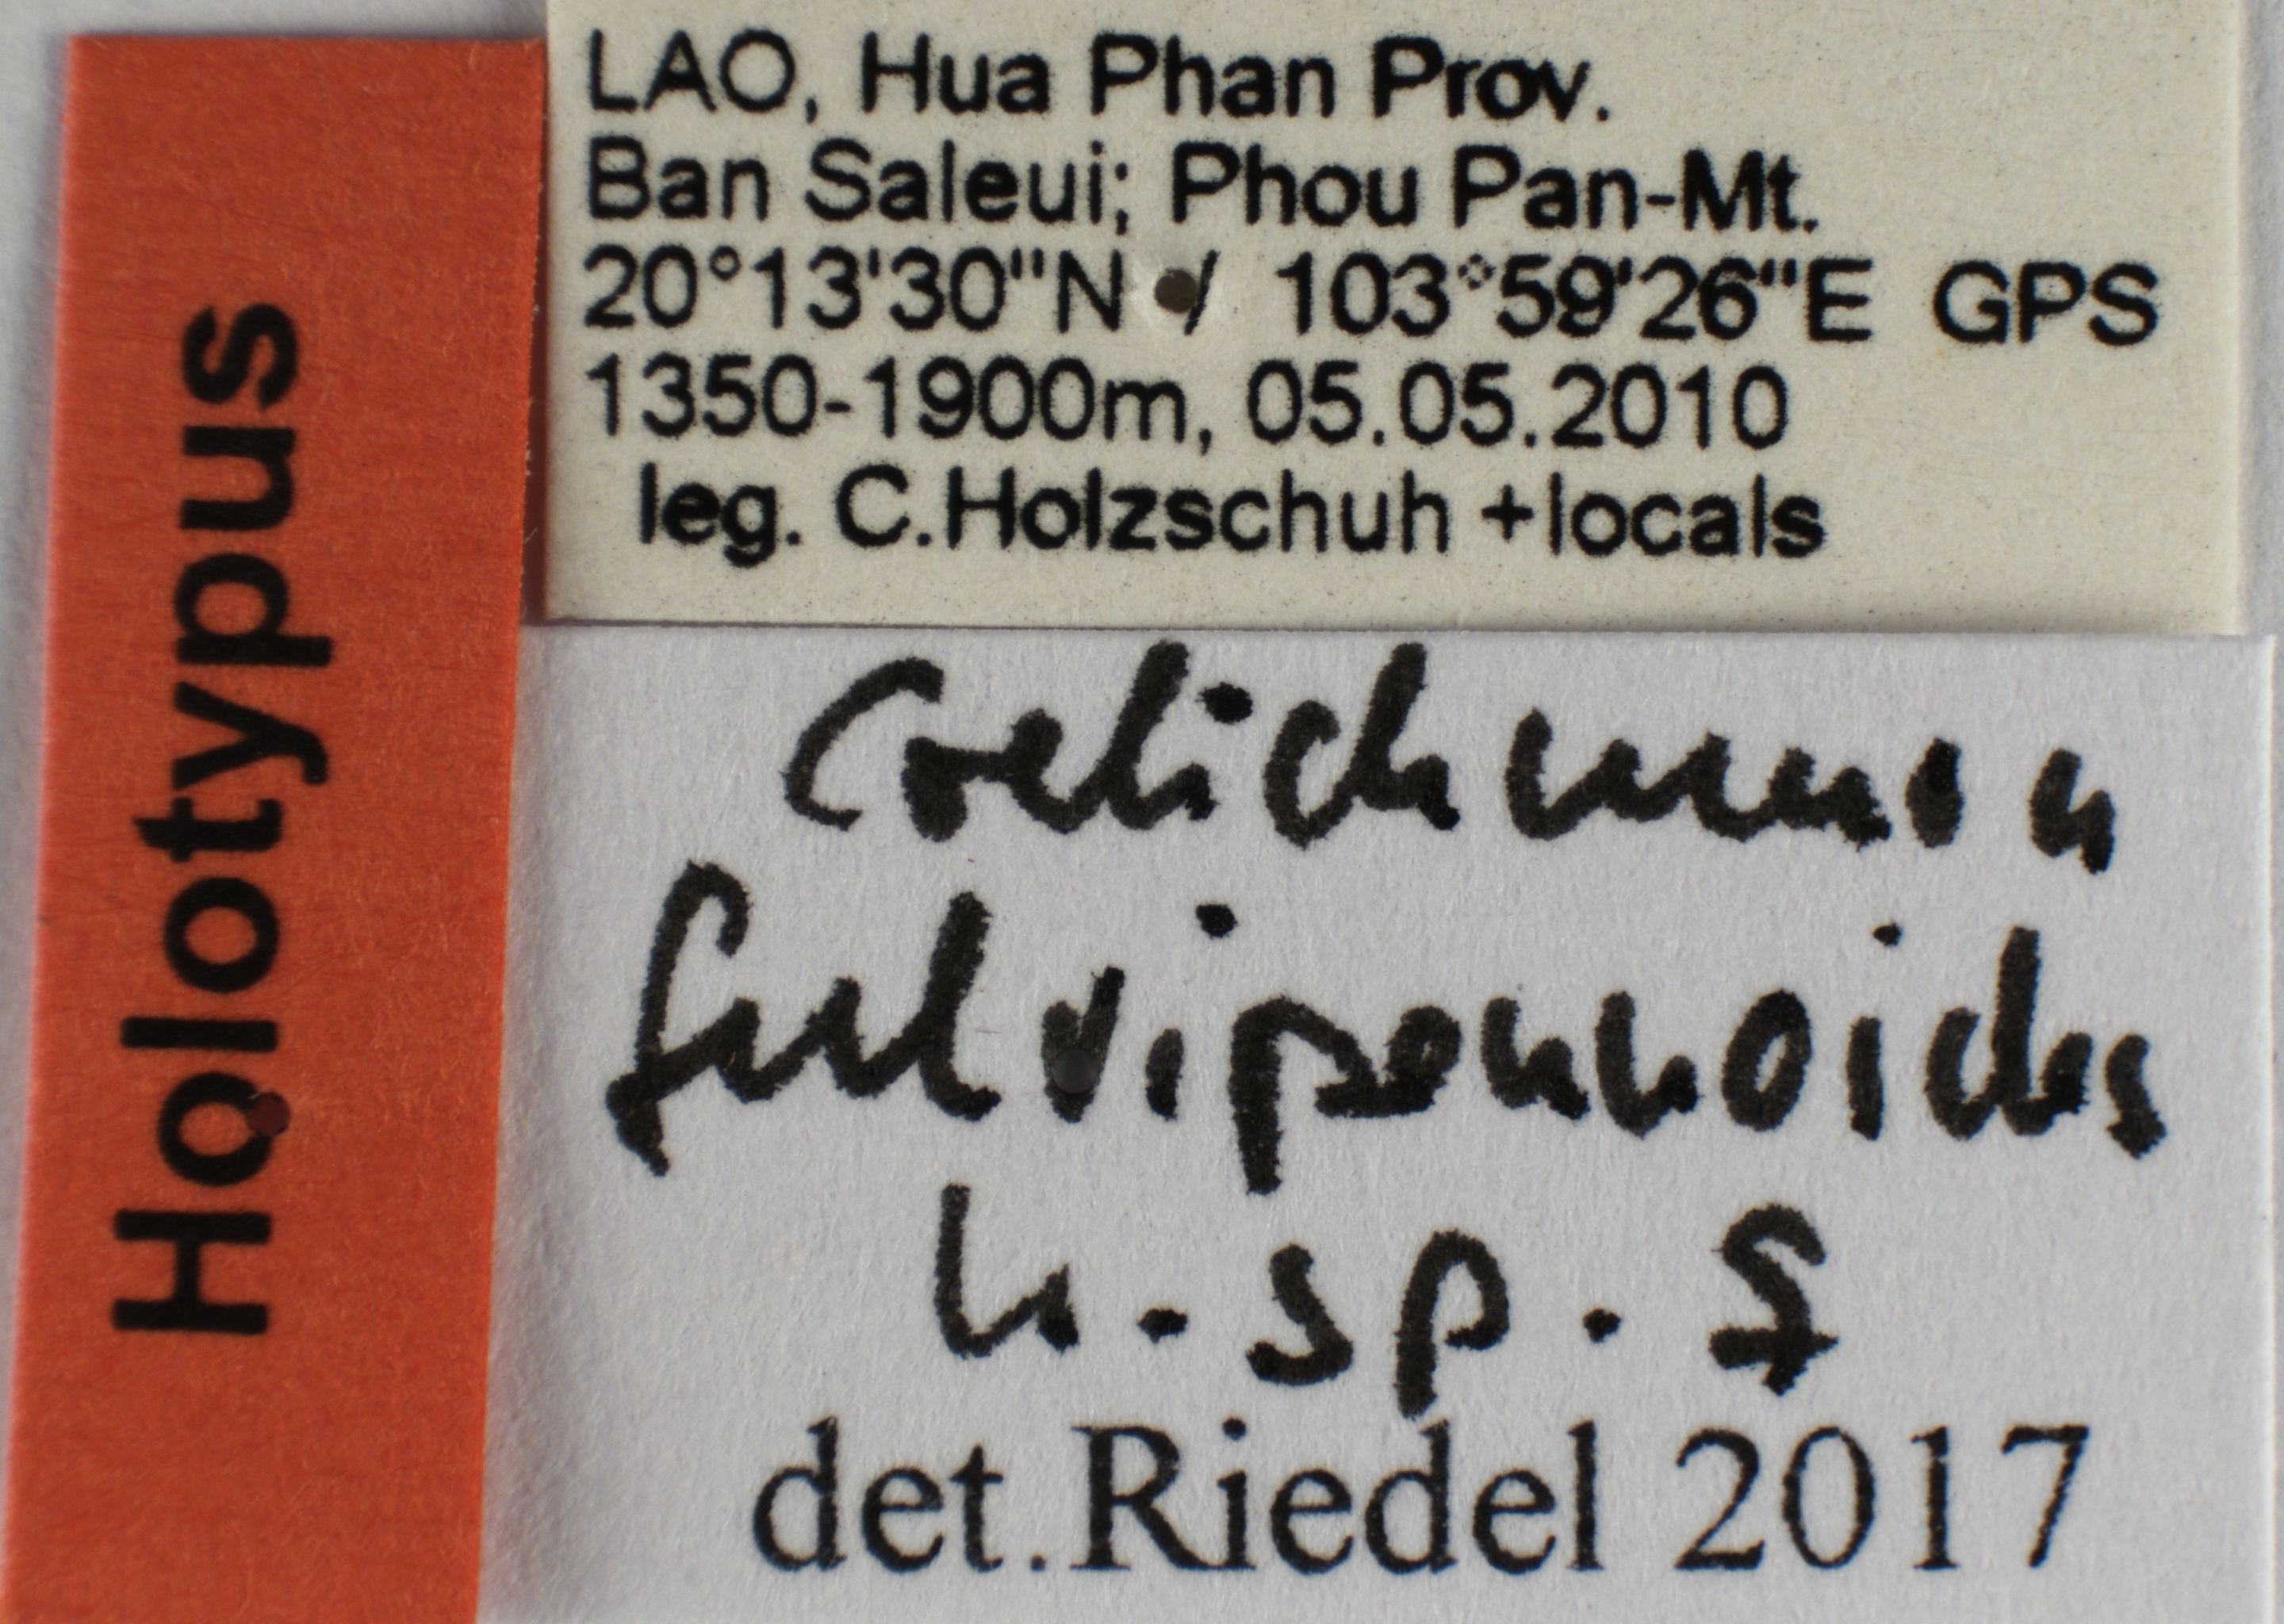 Holotypus
LAO, Hua Phan Prov.
Ban Saleui; Phou Pan-Mt.
20°13'30"N / 103°59'26"E GPS
1350-1900m, 05.05.2010
leg. C.Holzschuh +locals
Coelichneumon
fulvipennoides
n. sp. ♀
det.Riedel 2017